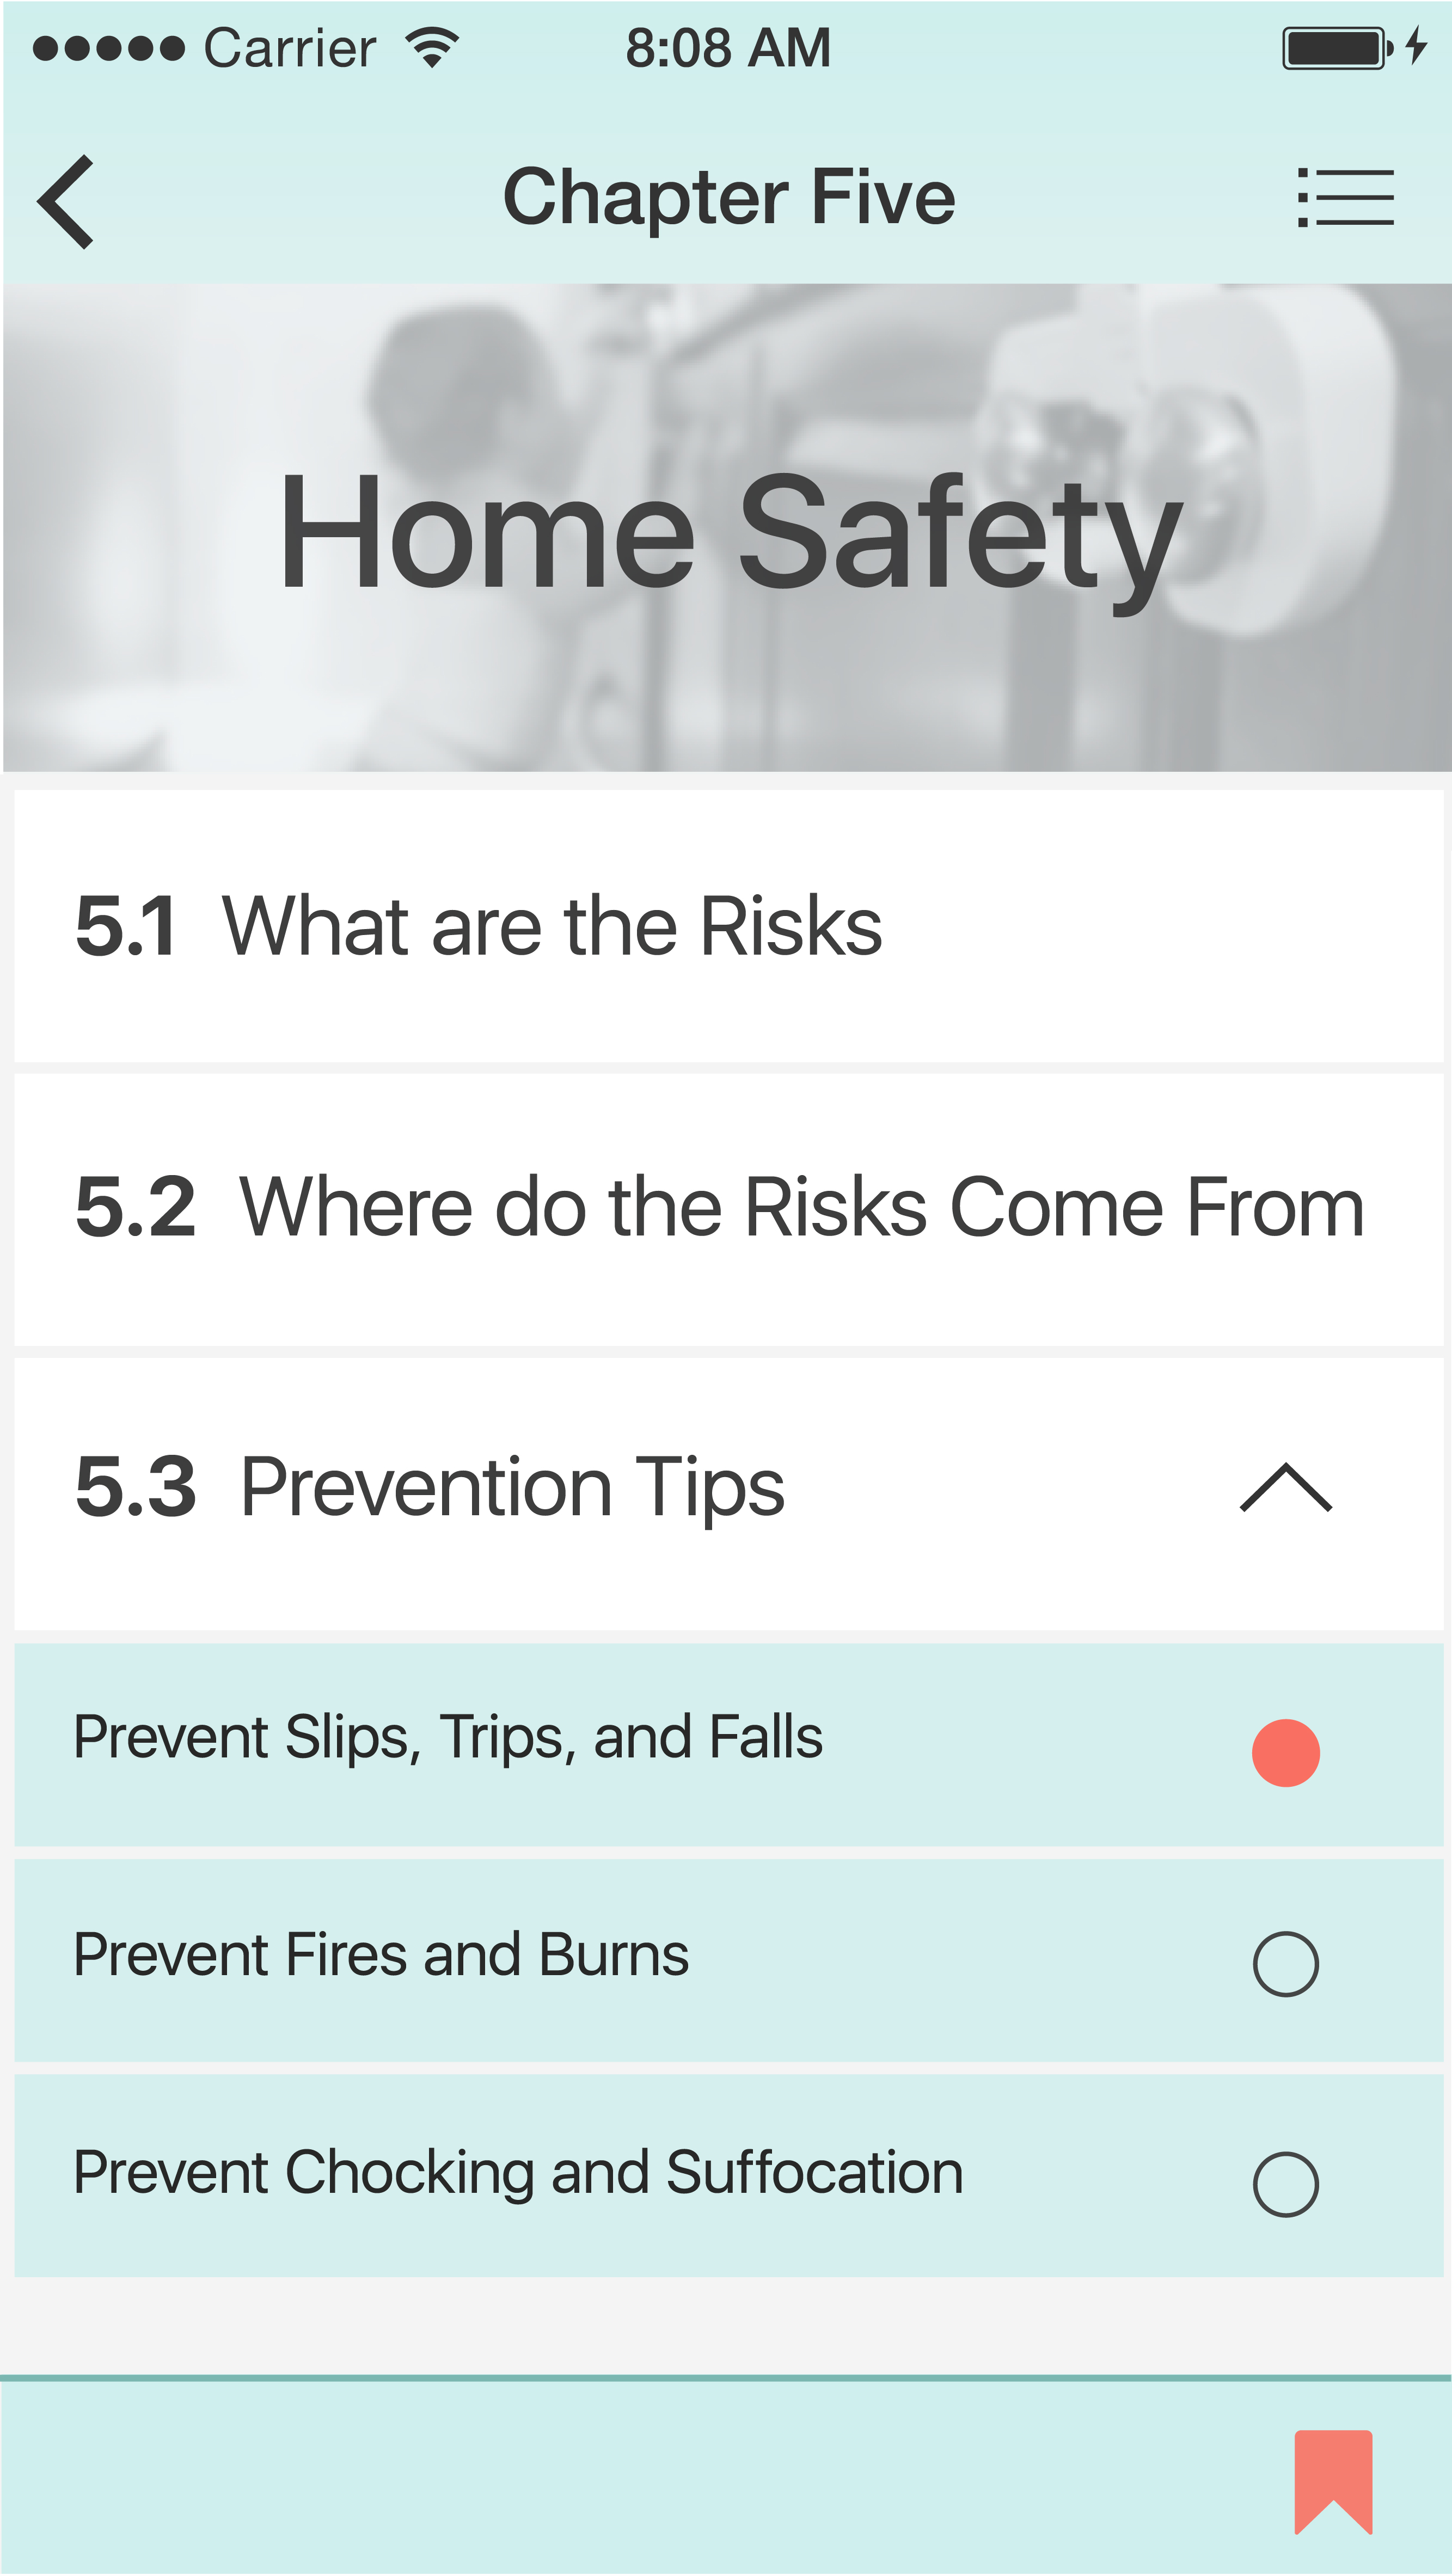 Carrier 8:08 AM
Chapter Five
Home Safety
5.1 What are the Risks
5.2 Where do the Risks Come From
5.3 Prevention Tips
Prevent Slips, Trips, and Falls
Prevent Fires and Burns
Prevent Chocking and Suffocation